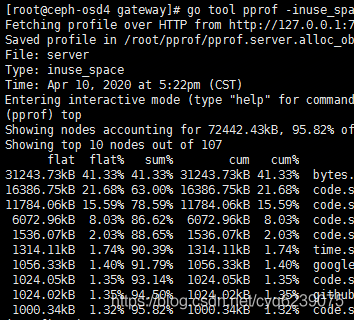 [root@ceph-osd4 gateway]# go tool pprof -inuse_spa
Fetching profile over HTTP from http://127.0.0.1:7
Saved profile in /root/pprof/pprof.server.alloc_ob
File: server
Type: inuse_space
Time: Apr 10, 2020 at 5:22pm (CST)
Entering interactive mode (type "help" for command
(pprof) top
Showing nodes accounting for 72442.43kB, 95.82% of
Showing top 10 nodes out of 107
flat flat% sum% cum cum%
31243.73kB 41.33% 41.33% 31243.73kB 41.33% bytes.
16386.75kB 21.68% 63.00% 16386.75kB 21.68% code.s
11784.06kB 15.59% 78.59% 11784.06kB 15.59% code.s
6072.96kB 8.03% 86.62% 6072.96kB 8.03% code.s
1536.07kB 2.03% 88.65% 1536.07kB 2.03% code.s
1314.11kB 1.74% 90.39% 1314.11kB 1.74% time.s
1056.33kB 1.40% 91.79% 1056.33kB 1.40% google
1024.05kB 1.35% 93.14% 1024.05kB 1.35% code.s
1024.02kB 1.35% 94.50% 1024.02kB 1.35% github
1000.34kB 1.32% 95.82% 1000.34kB 1.32% code.s